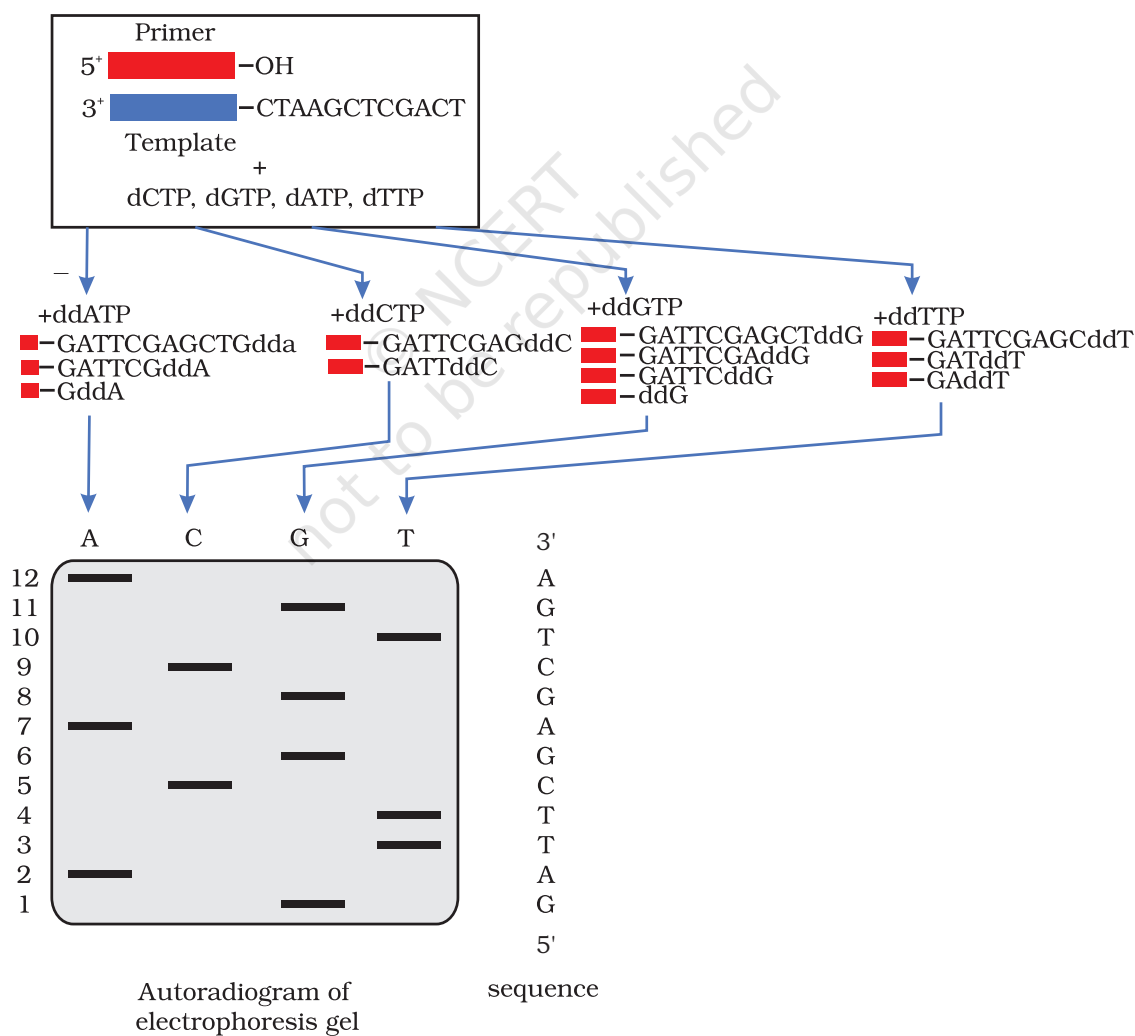 Primer
5⁺ –OH
3⁺ –CTAAGCTCGACT
Template
+
dCTP, dGTP, dATP, dTTP
–
+ddATP
–GATTCGAGCTGdda
–GATTCGddA
–GddA
+ddCTP
–GATTCGAGddC
–GATTddC
+ddGTP
–GATTCGAGCTddG
–GATTCGAddG
–GATTCddG
–ddG
+ddTTP
–GATTCGAGCddT
–GATddT
–GAddT
A C G T 3'
12 A
11 G
10 T
9 C
8 G
7 A
6 G
5 C
4 T
3 T
2 A
1 G
5'
Autoradiogram of
electrophoresis gel
sequence
© NCERT
not to be republished